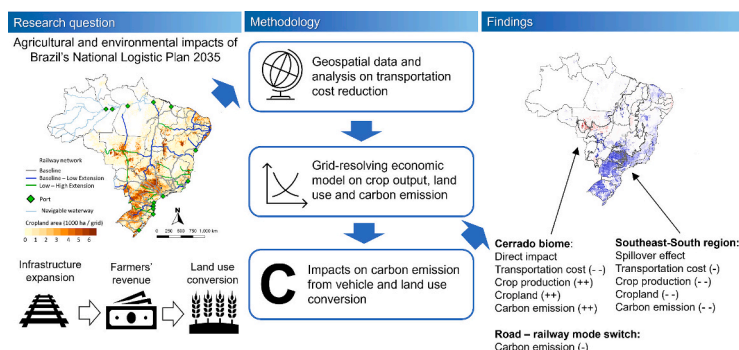 Research question
Agricultural and environmental impacts of
Brazil's National Logistic Plan 2035
Railway network
Baseline
Baseline – Low Extension
Low – High Extension
Port
Navigable waterway
Cropland area (1000 ha / grid)
0 1 2 3 4 5 6
N
0 250 500 750 1.000 km
Infrastructure
expansion
Farmers'
revenue
Land use
conversion
Methodology
Geospatial data and
analysis on transportation
cost reduction
Grid-resolving economic
model on crop output, land
use and carbon emission
C
Impacts on carbon emission
from vehicle and land use
conversion
Findings
Cerrado biome:
Direct impact
Transportation cost (- -)
Crop production (++)
Cropland (++)
Carbon emission (++)
Southeast-South region:
Spillover effect
Transportation cost (-)
Crop production (- -)
Cropland (- -)
Carbon emission (- -)
Road – railway mode switch:
Carbon emission (-)